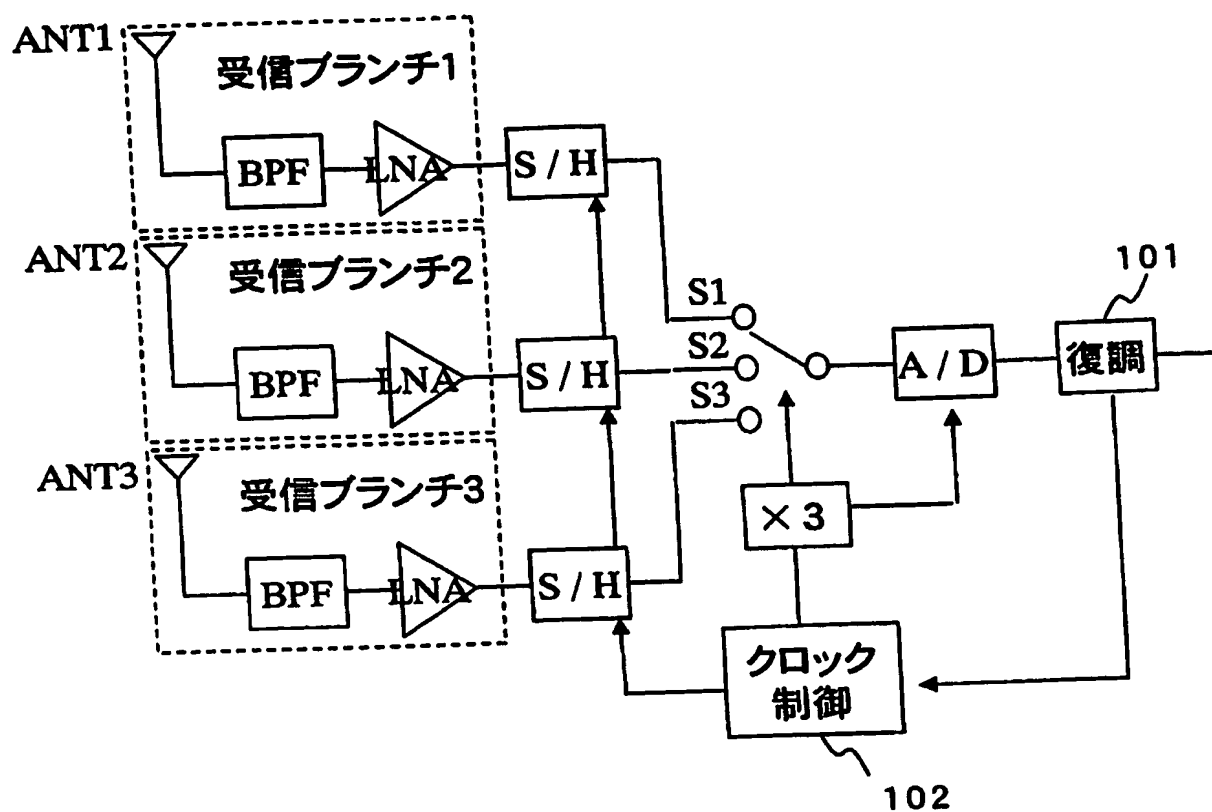 ANT1
受信ブランチ1
BPF
LNA
S / H
ANT2
受信ブランチ2
BPF
LNA
S / H
ANT3
受信ブランチ3
BPF
LNA
S / H
S1
S2
S3
A / D
101
復調
×3
クロック
制御
102